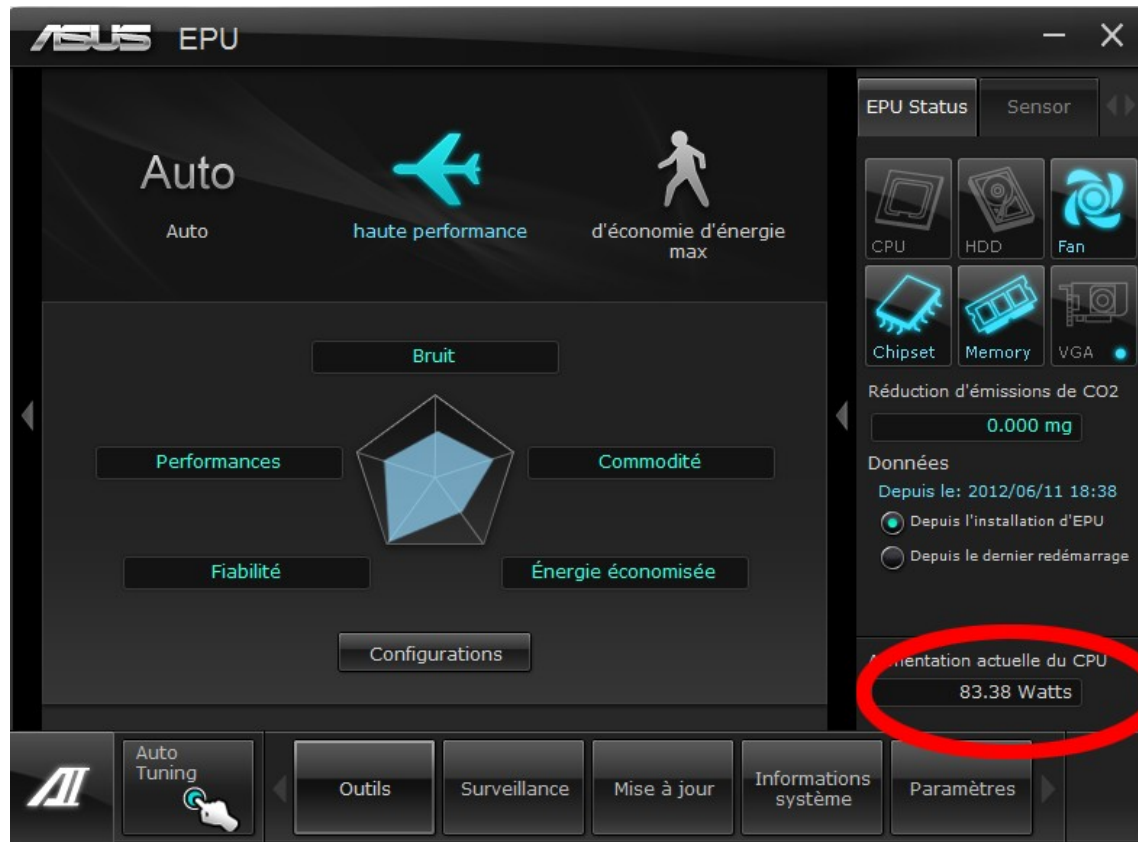 ASUS EPU
EPU Status
Sensor
Auto
Auto
haute performance
d'économie d'énergie
max
CPU
HDD
Fan
Chipset
Memory
VGA
Bruit
Performances
Commodité
Fiabilité
Énergie économisée
Configurations
Réduction d'émissions de CO2
0.000 mg
Données
Depuis le: 2012/06/11 18:38
Depuis l'installation d'EPU
Depuis le dernier redémarrage
Alimentation actuelle du CPU
83.38 Watts
AI
Auto
Tuning
Outils
Surveillance
Mise à jour
Informations
système
Paramètres